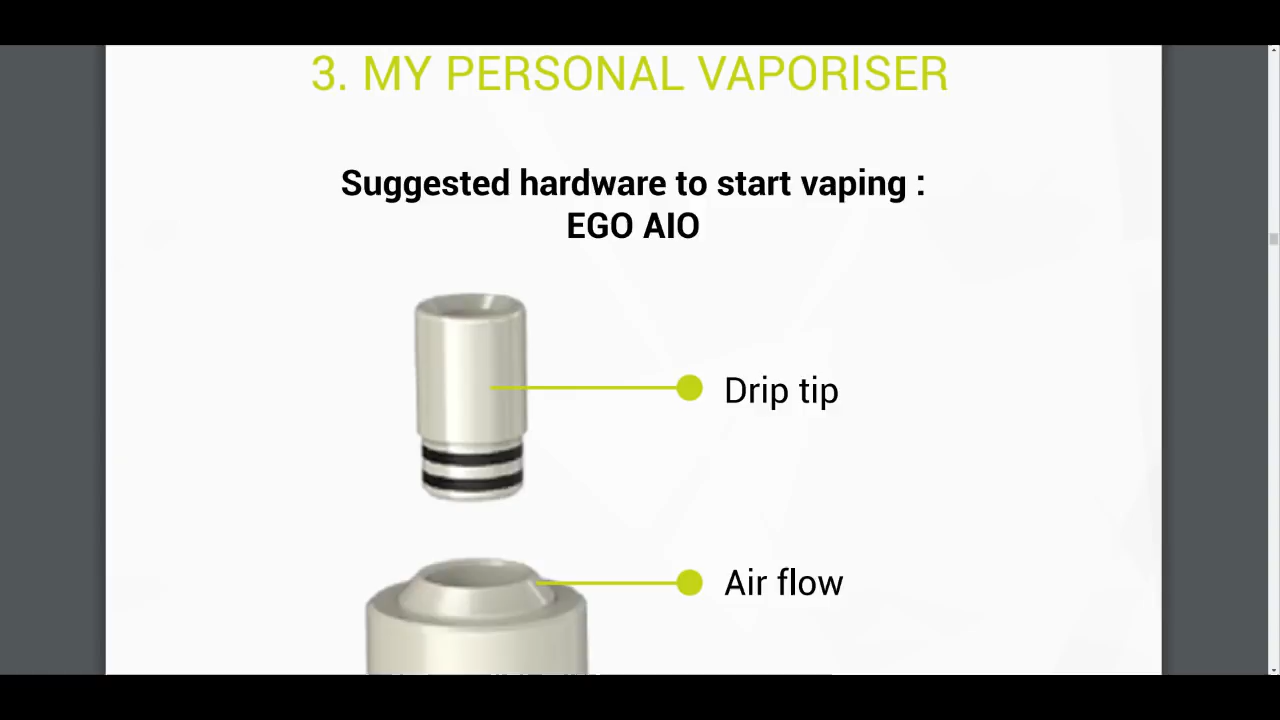 3. MY PERSONAL VAPORISER
Suggested hardware to start vaping :
EGO AIO
Drip tip
Air flow